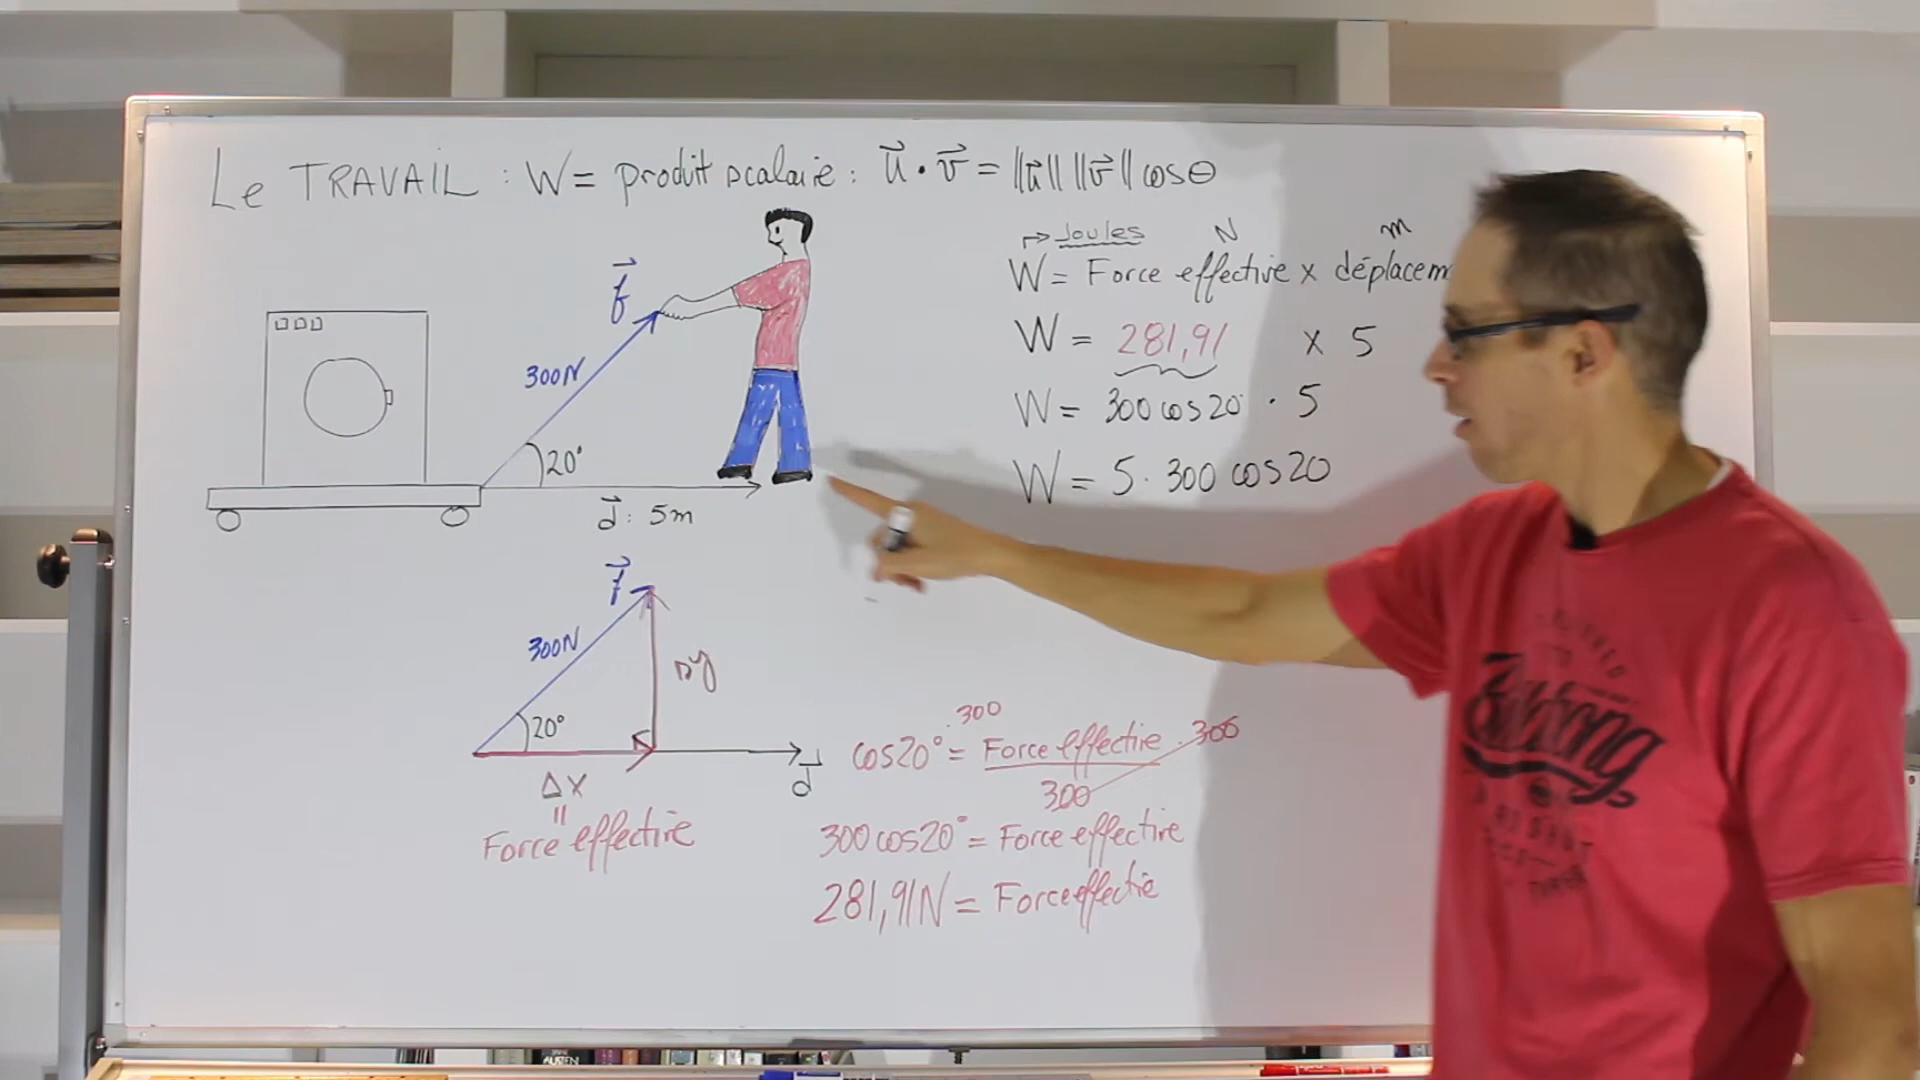 Le TRAVAIL : W = produit scalaire : u⃗ · v⃗ = ||u⃗|| ||v⃗|| cos θ
Joules N m
W = Force effective x déplacem
W = 281,91 x 5
W = 300 cos 20° · 5
W = 5 · 300 cos 20
f⃗
300N
20°
d⃗ : 5m
f⃗
300N
20°
Δy
Δx
d⃗
"
Force effective
· 300
cos 20° = Force effective · 300
300
300 cos 20° = Force effective
281,91N = Force effective
AUSTEN